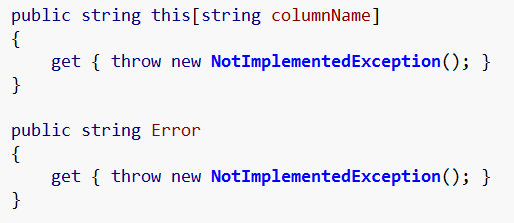 public string this[string columnName]
{
    get { throw new NotImplementedException(); }
}
public string Error
{
    get { throw new NotImplementedException(); }
}